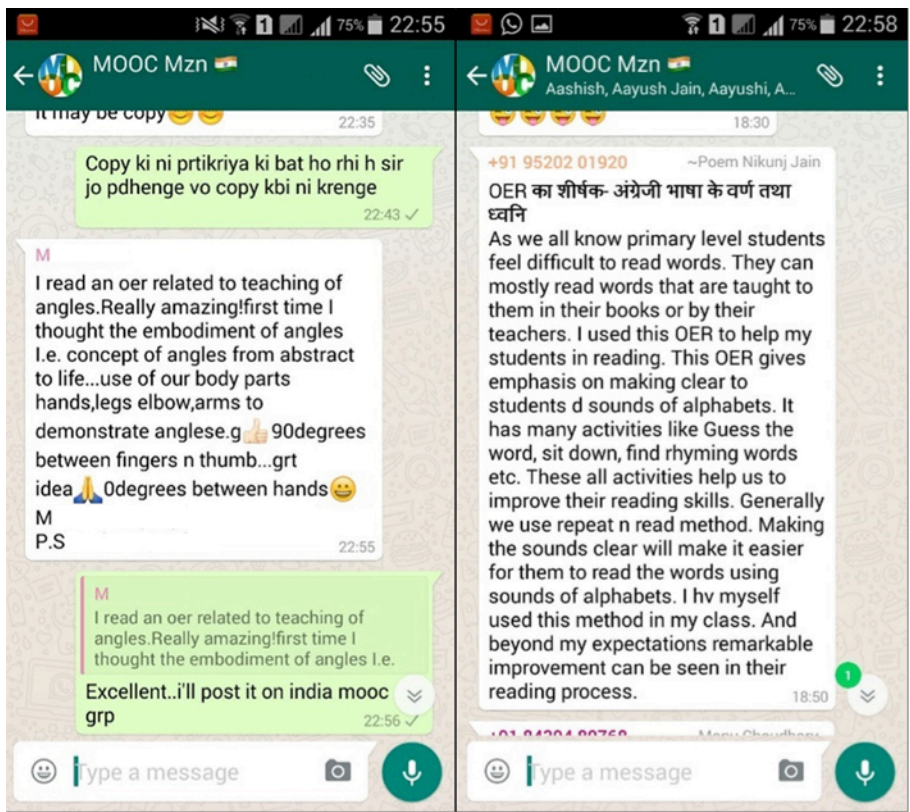 1 75% 22:55
MOOC Mzn
It may be copy
22:35
Copy ki ni prtikriya ki bat ho rhi h sir
jo pdhenge vo copy kbi ni krenge
22:43
M
I read an oer related to teaching of
angles.Really amazing!first time I
thought the embodiment of angles
I.e. concept of angles from abstract
to life...use of our body parts
hands,legs elbow,arms to
demonstrate anglese.g👍 90degrees
between fingers n thumb...grt
idea🙏0degrees between hands😀
M
P.S
22:55
M
I read an oer related to teaching of
angles.Really amazing!first time I
thought the embodiment of angles I.e.
Excellent..i'll post it on india mooc
grp
22:56
Type a message
1 75% 22:58
MOOC Mzn
Aashish, Aayush Jain, Aayushi, A...
18:30
+91 95202 01920 ~Poem Nikunj Jain
OER का शीर्षक- अंग्रेजी भाषा के वर्ण तथा
ध्वनि
As we all know primary level students
feel difficult to read words. They can
mostly read words that are taught to
them in their books or by their
teachers. I used this OER to help my
students in reading. This OER gives
emphasis on making clear to
students d sounds of alphabets. It
has many activities like Guess the
word, sit down, find rhyming words
etc. These all activities help us to
improve their reading skills. Generally
we use repeat n read method. Making
the sounds clear will make it easier
for them to read the words using
sounds of alphabets. I hv myself
used this method in my class. And
beyond my expectations remarkable
improvement can be seen in their
reading process.
18:50
1
Type a message